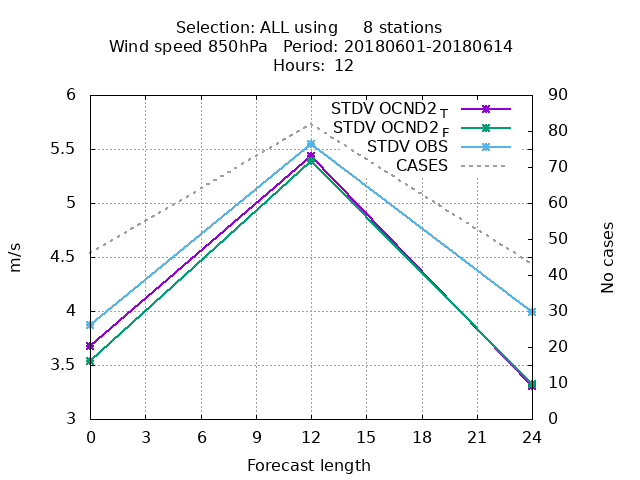 Selection: ALL using     8 stations
Wind speed 850hPa   Period: 20180601-20180614
Hours: 12
STDV OCND2_T
STDV OCND2_F
STDV OBS
CASES
6
5.5
5
4.5
4
3.5
3
90
80
70
60
50
40
30
20
10
0
m/s
No cases
0 3 6 9 12 15 18 21 24
Forecast length